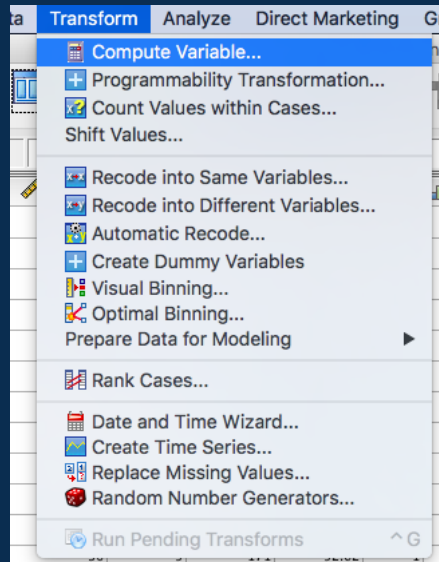 ta Transform Analyze Direct Marketing G
Compute Variable...
Programmability Transformation...
Count Values within Cases...
Shift Values...
Recode into Same Variables...
Recode into Different Variables...
Automatic Recode...
Create Dummy Variables
Visual Binning...
Optimal Binning...
Prepare Data for Modeling
Rank Cases...
Date and Time Wizard...
Create Time Series...
Replace Missing Values...
Random Number Generators...
Run Pending Transforms ^G